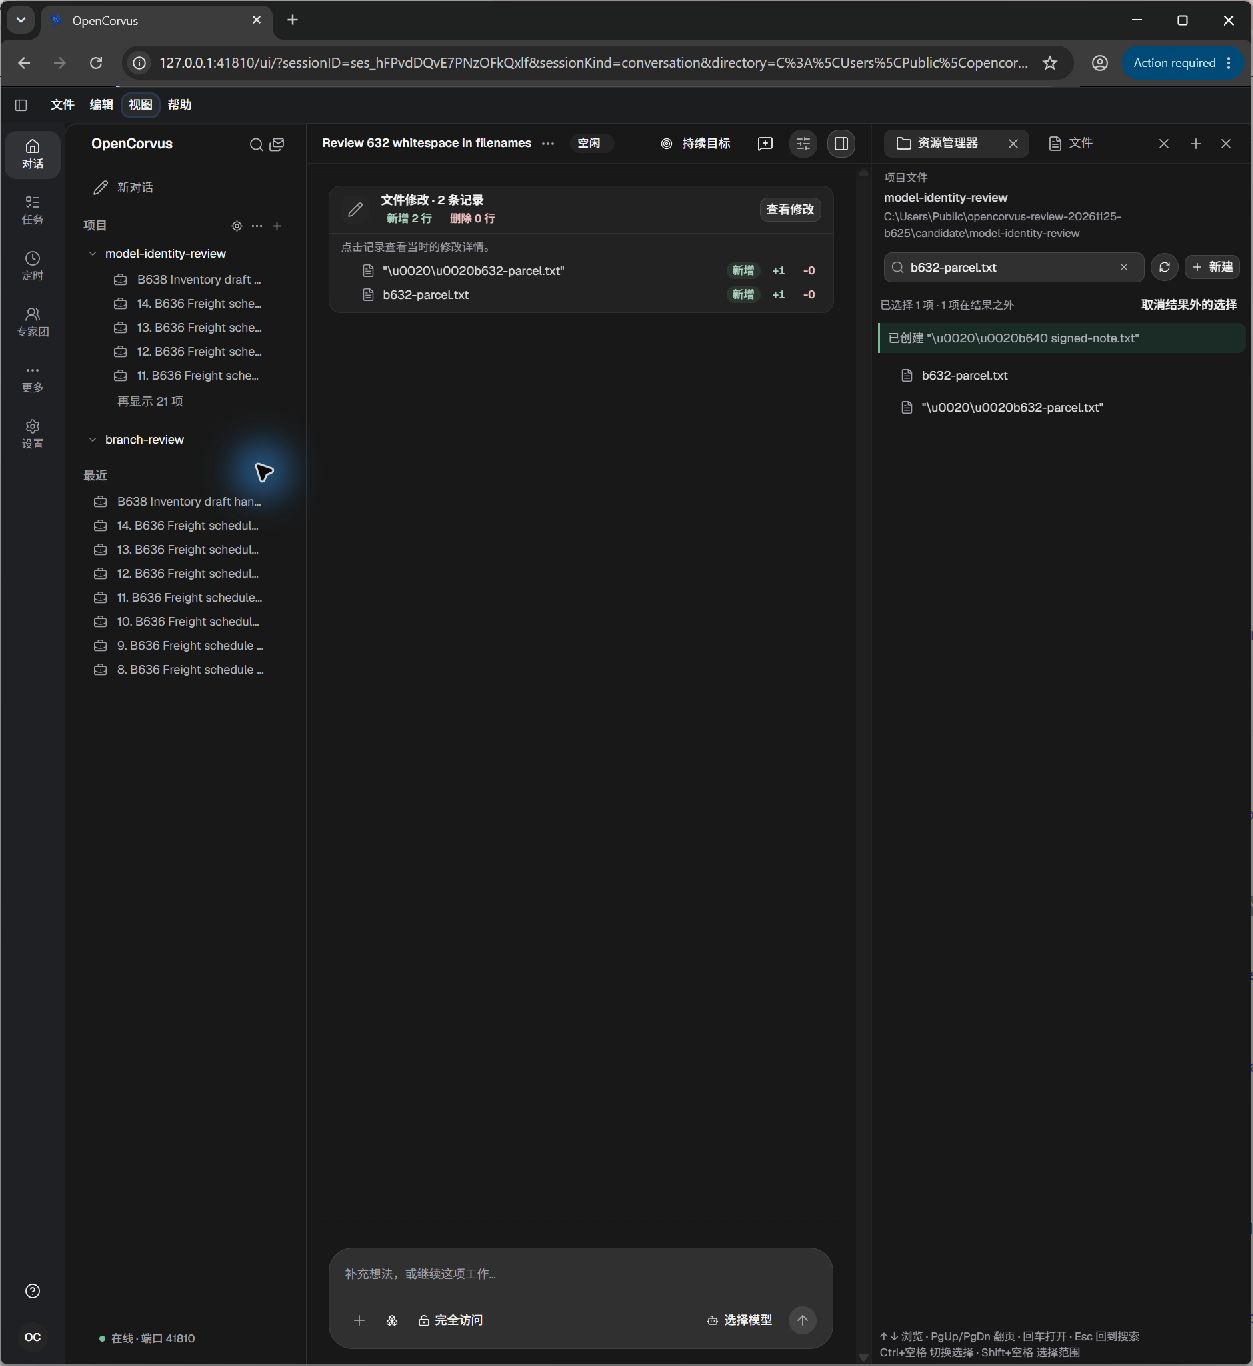 OpenCorvus
127.0.0.1:41810/ui/?sessionID=ses_hFPvdDQvE7PNzOFkQxlf&sessionKind=conversation&directory=C%3A%5CUsers%5CPublic%5Copencor...
Action required
文件 编辑 视图 帮助
对话
任务
定时
专家团
更多
设置
OC
OpenCorvus
新对话
项目
model-identity-review
B638 Inventory draft ...
14. B636 Freight sche...
13. B636 Freight sche...
12. B636 Freight sche...
11. B636 Freight sche...
再显示 21 项
branch-review
最近
B638 Inventory draft han...
14. B636 Freight schedul...
13. B636 Freight schedul...
12. B636 Freight schedul...
11. B636 Freight schedule...
10. B636 Freight schedul...
9. B636 Freight schedule ...
8. B636 Freight schedule ...
在线 · 端口 41810
Review 632 whitespace in filenames ··· 空闲 持续目标
文件修改 · 2 条记录
新增 2 行 删除 0 行
查看修改
点击记录查看当时的修改详情。
"\u0020\u0020b632-parcel.txt" 新增 +1 -0
b632-parcel.txt 新增 +1 -0
补充想法，或继续这项工作...
完全访问 选择模型
资源管理器 文件
项目文件
model-identity-review
C:\Users\Public\opencorvus-review-20261125-
b625\candidate\model-identity-review
b632-parcel.txt
新建
已选择 1 项 · 1 项在结果之外 取消结果外的选择
已创建 "\u0020\u0020b640 signed-note.txt"
b632-parcel.txt
"\u0020\u0020b632-parcel.txt"
↑↓ 浏览 · PgUp/PgDn 翻页 · 回车打开 · Esc 回到搜索
Ctrl+空格 切换选择 · Shift+空格 选择范围